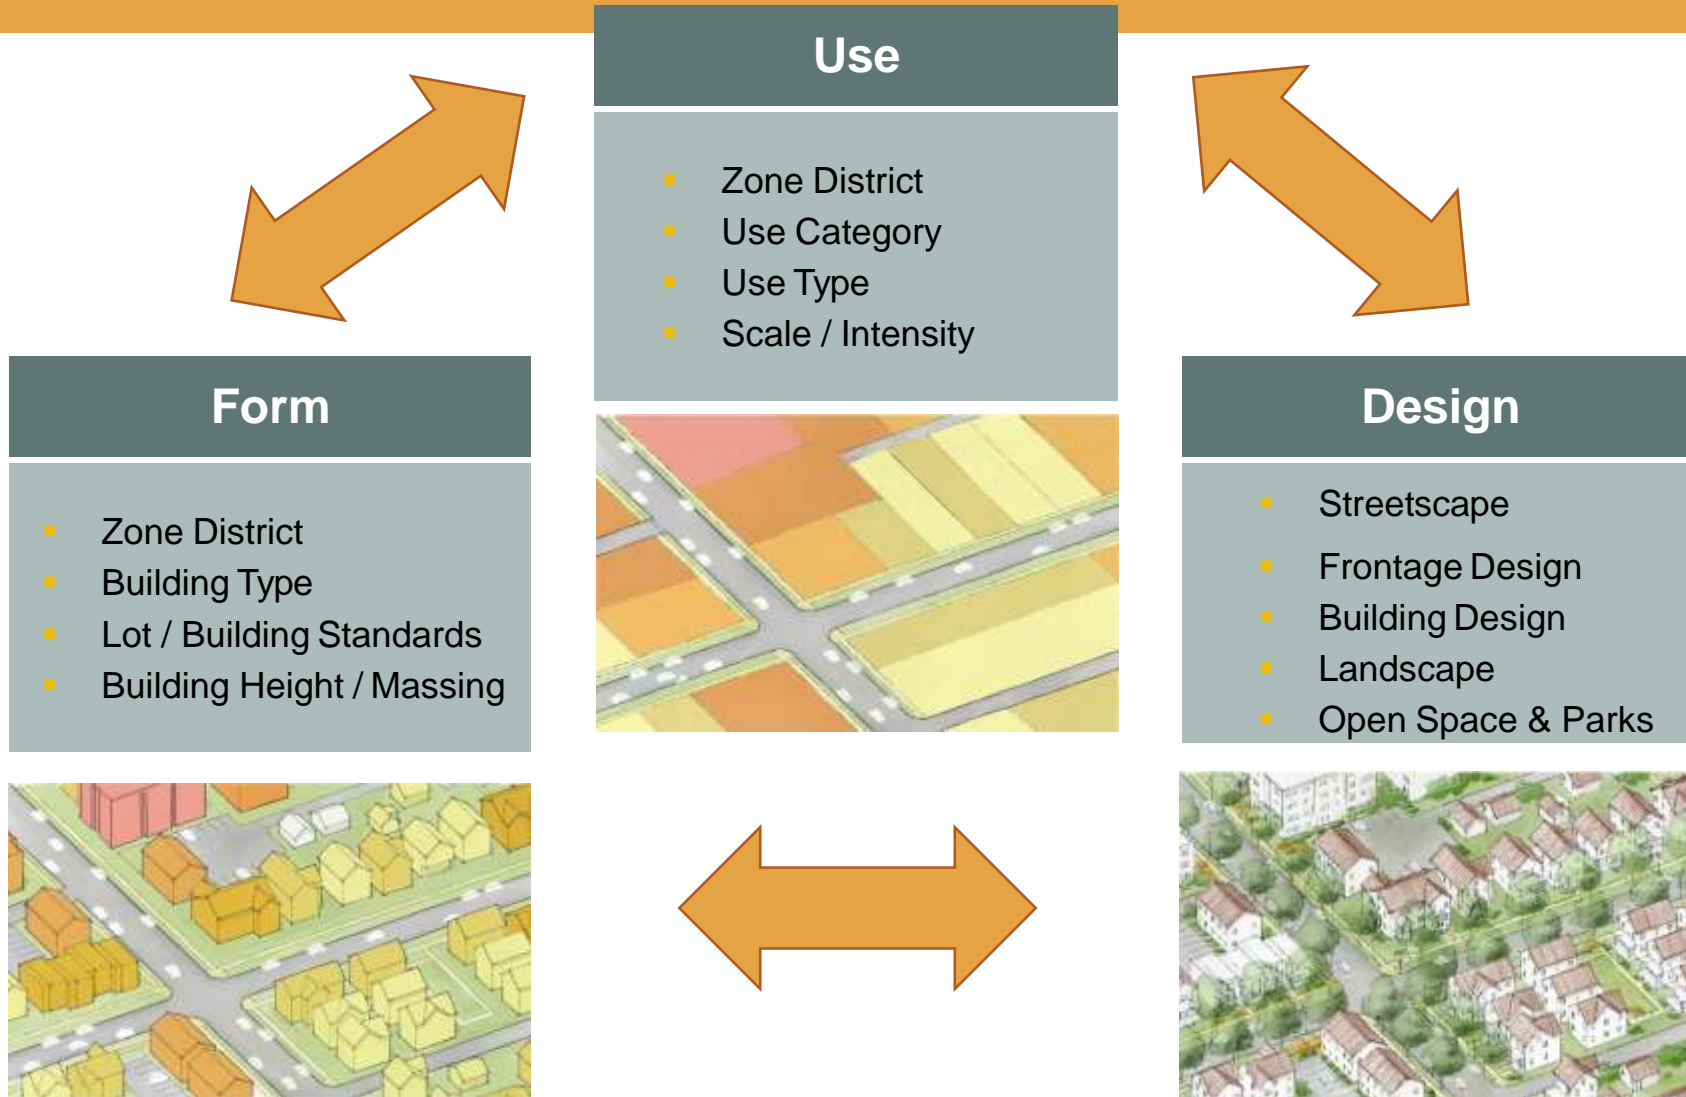 Use
Zone District
Use Category
Use Type
Scale / Intensity
Form
Zone District
Building Type
Lot / Building Standards
Building Height / Massing
Design
Streetscape
Frontage Design
Building Design
Landscape
Open Space & Parks